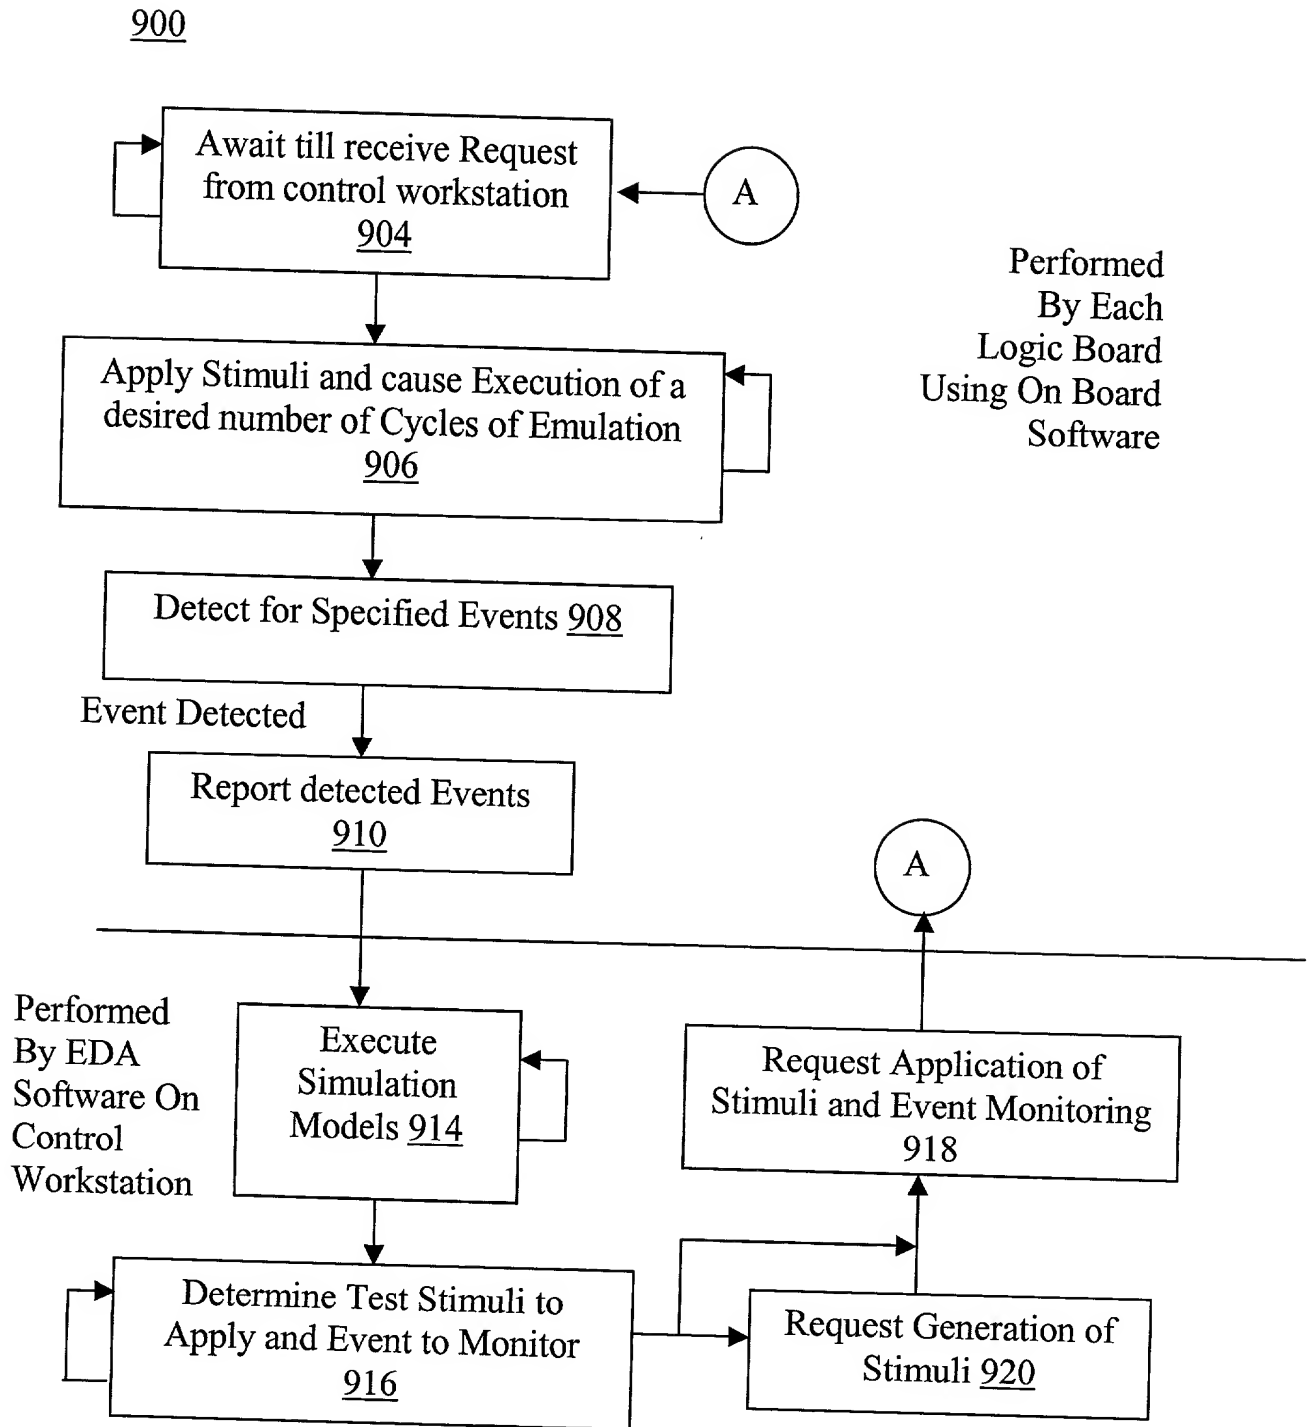 900
Await till receive Request
from control workstation
904
A
Performed
By Each
Logic Board
Using On Board
Software
Apply Stimuli and cause Execution of a
desired number of Cycles of Emulation
906
Detect for Specified Events 908
Event Detected
Report detected Events
910
A
Performed
By EDA
Software On
Control
Workstation
Execute
Simulation
Models 914
Request Application of
Stimuli and Event Monitoring
918
Determine Test Stimuli to
Apply and Event to Monitor
916
Request Generation of
Stimuli 920